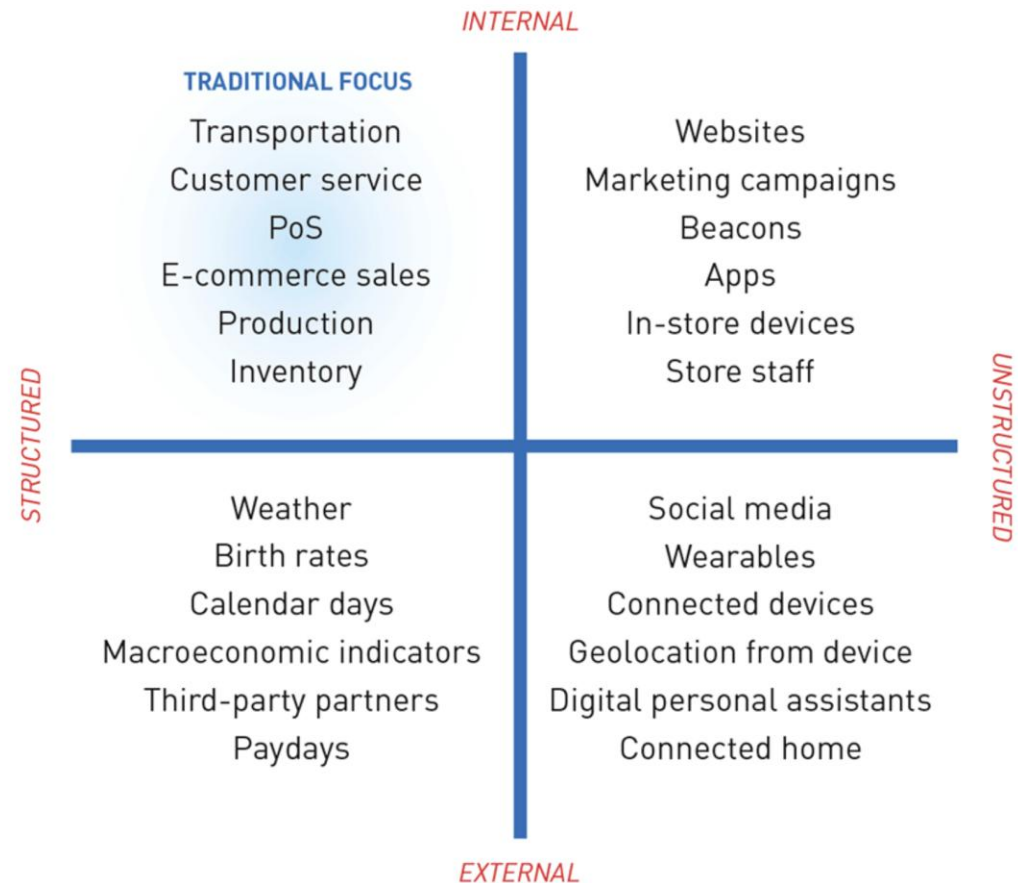 INTERNAL
TRADITIONAL FOCUS
Transportation
Customer service
PoS
E-commerce sales
Production
Inventory
Websites
Marketing campaigns
Beacons
Apps
In-store devices
Store staff
STRUCTURED
UNSTRUCTURED
Weather
Birth rates
Calendar days
Macroeconomic indicators
Third-party partners
Paydays
Social media
Wearables
Connected devices
Geolocation from device
Digital personal assistants
Connected home
EXTERNAL